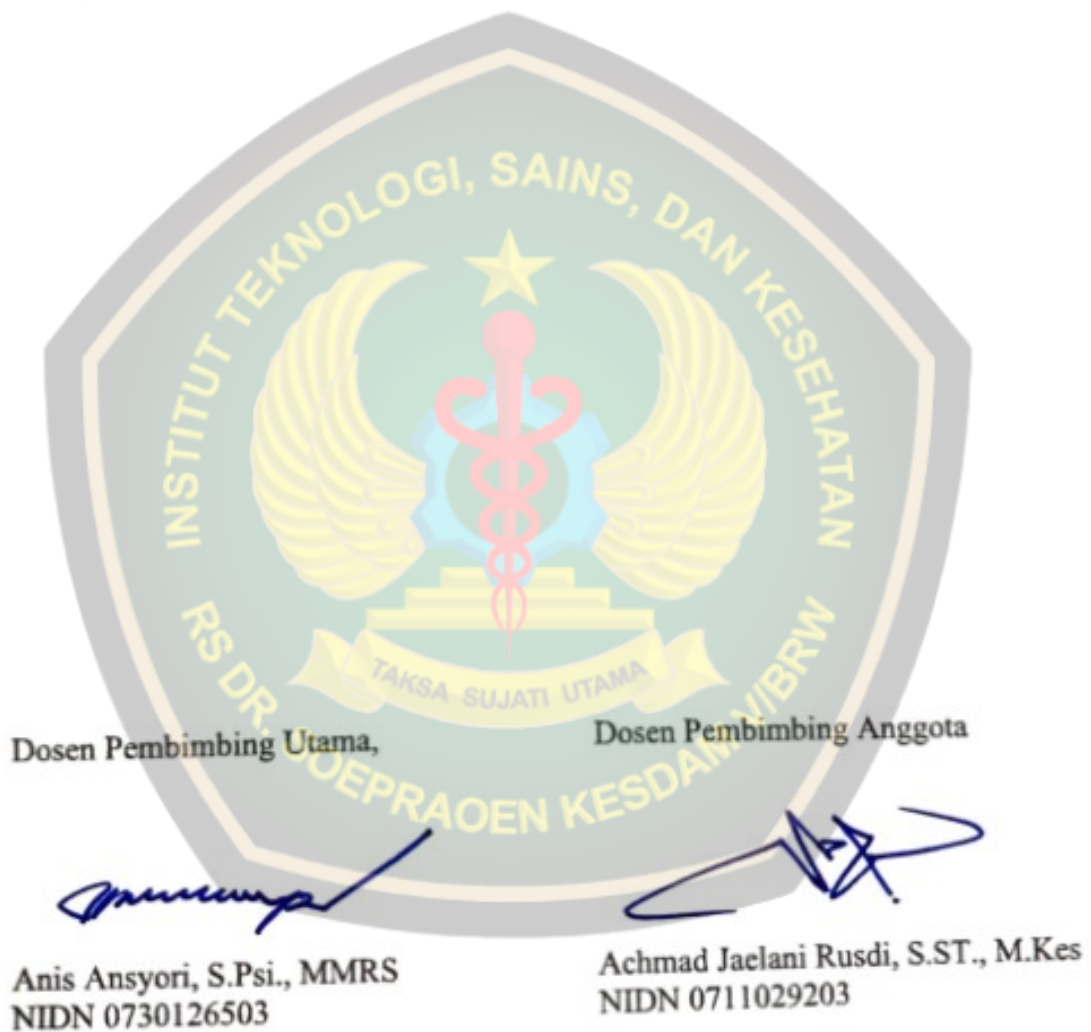 INSTITUT TEKNOLOGI, SAINS, DAN KESEHATAN
RS DR. SOEPRAOEN KESDAM V/BRW
TAKSA SUJATI UTAMA
Dosen Pembimbing Utama,
Dosen Pembimbing Anggota
Anis Ansyori, S.Psi., MMRS
NIDN 0730126503
Achmad Jaelani Rusdi, S.ST., M.Kes
NIDN 0711029203